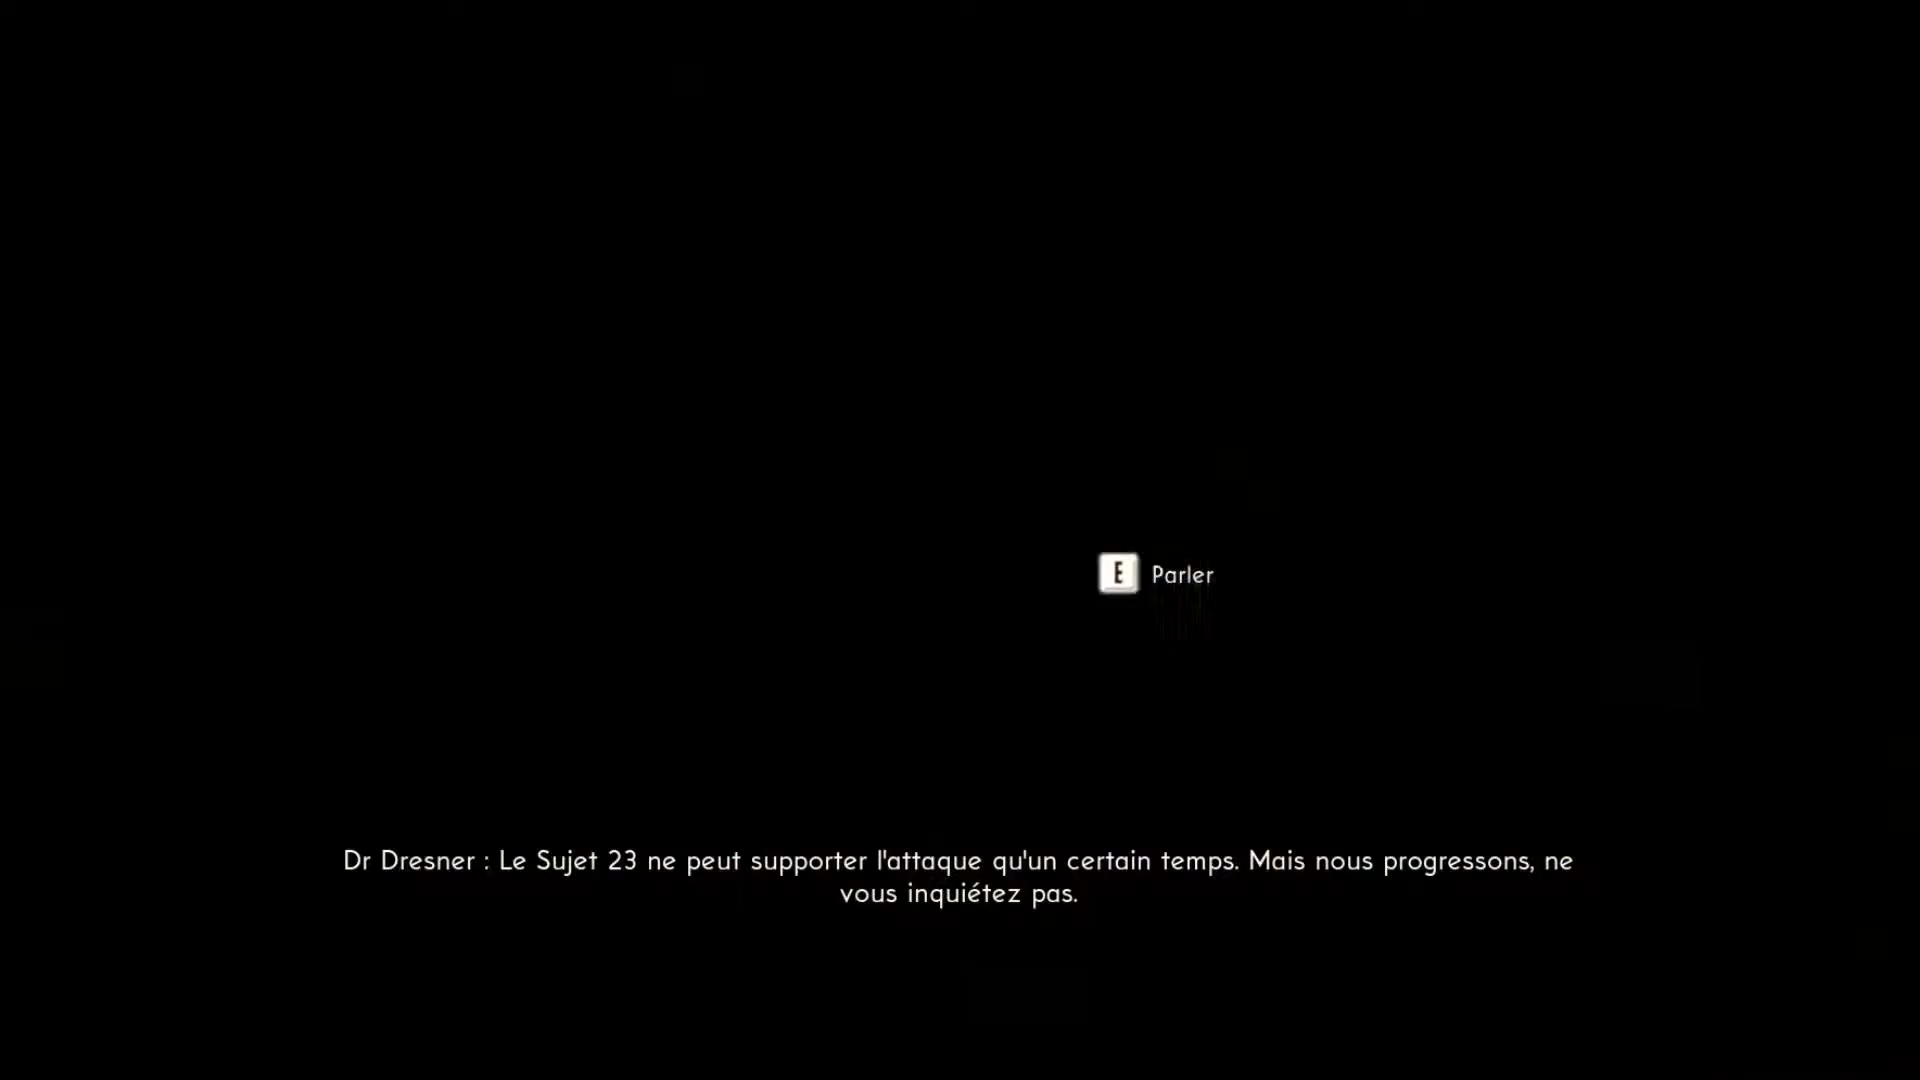 E Parler
Dr Dresner : Le Sujet 23 ne peut supporter l'attaque qu'un certain temps. Mais nous progressons, ne
vous inquiétez pas.